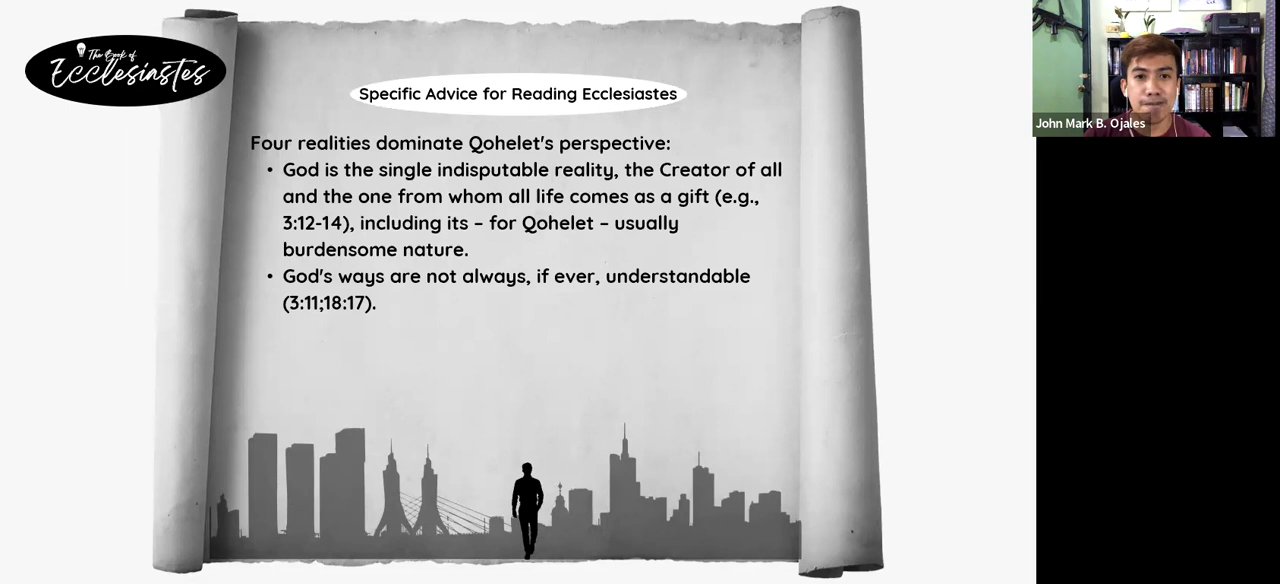 The Book of
Ecclesiastes
Specific Advice for Reading Ecclesiastes
Four realities dominate Qohelet's perspective:
• God is the single indisputable reality, the Creator of all
and the one from whom all life comes as a gift (e.g.,
3:12-14), including its – for Qohelet – usually
burdensome nature.
• God's ways are not always, if ever, understandable
(3:11;18:17).
John Mark B. Ojales